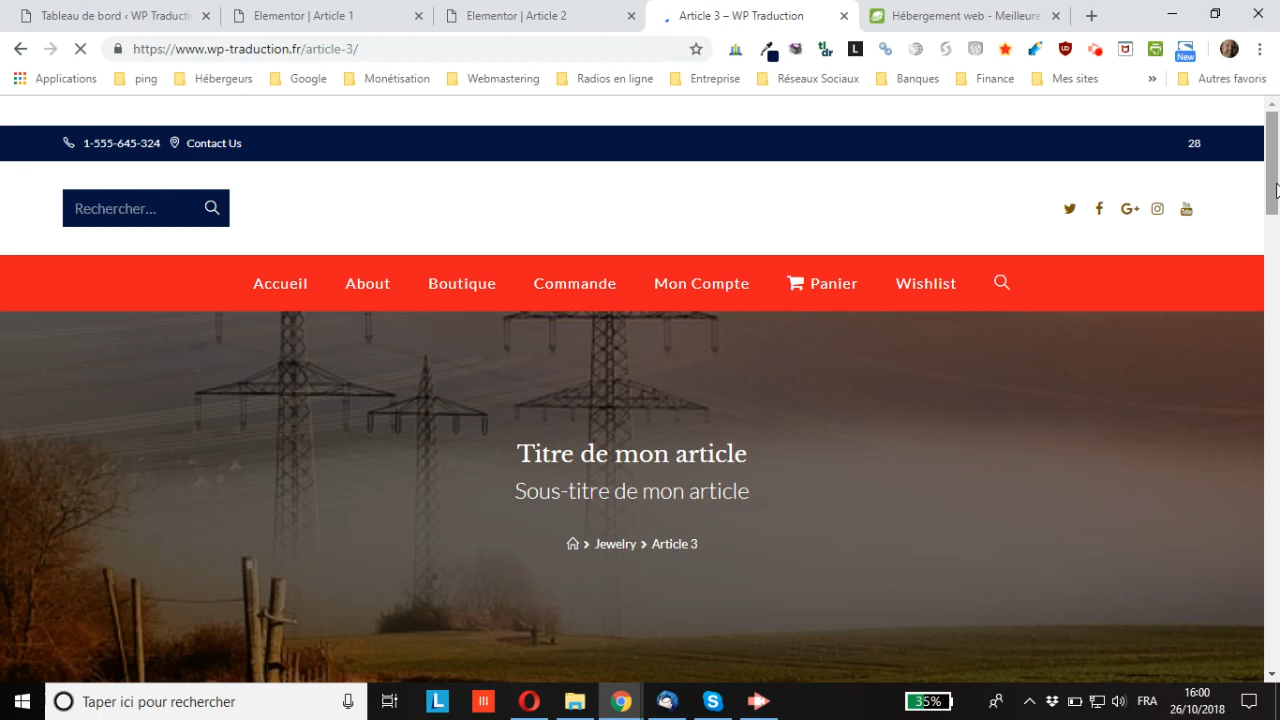 Tableau de bord ‹ WP Traducti
Elementor | Article 1
Elementor | Article 2
Article 3 – WP Traduction
Hébergement web - Meilleure
https://www.wp-traduction.fr/article-3/
New
Applications
ping
Hébergeurs
Google
Monétisation
Webmastering
Radios en ligne
Entreprise
Réseaux Sociaux
Banques
Finance
Mes sites
»
Autres favoris
1-555-645-324
Contact Us
28
Rechercher...
Accueil
About
Boutique
Commande
Mon Compte
Panier
Wishlist
Titre de mon article
Sous-titre de mon article
Jewelry > Article 3
Taper ici pour rechercher
35%
FRA
16:00
26/10/2018